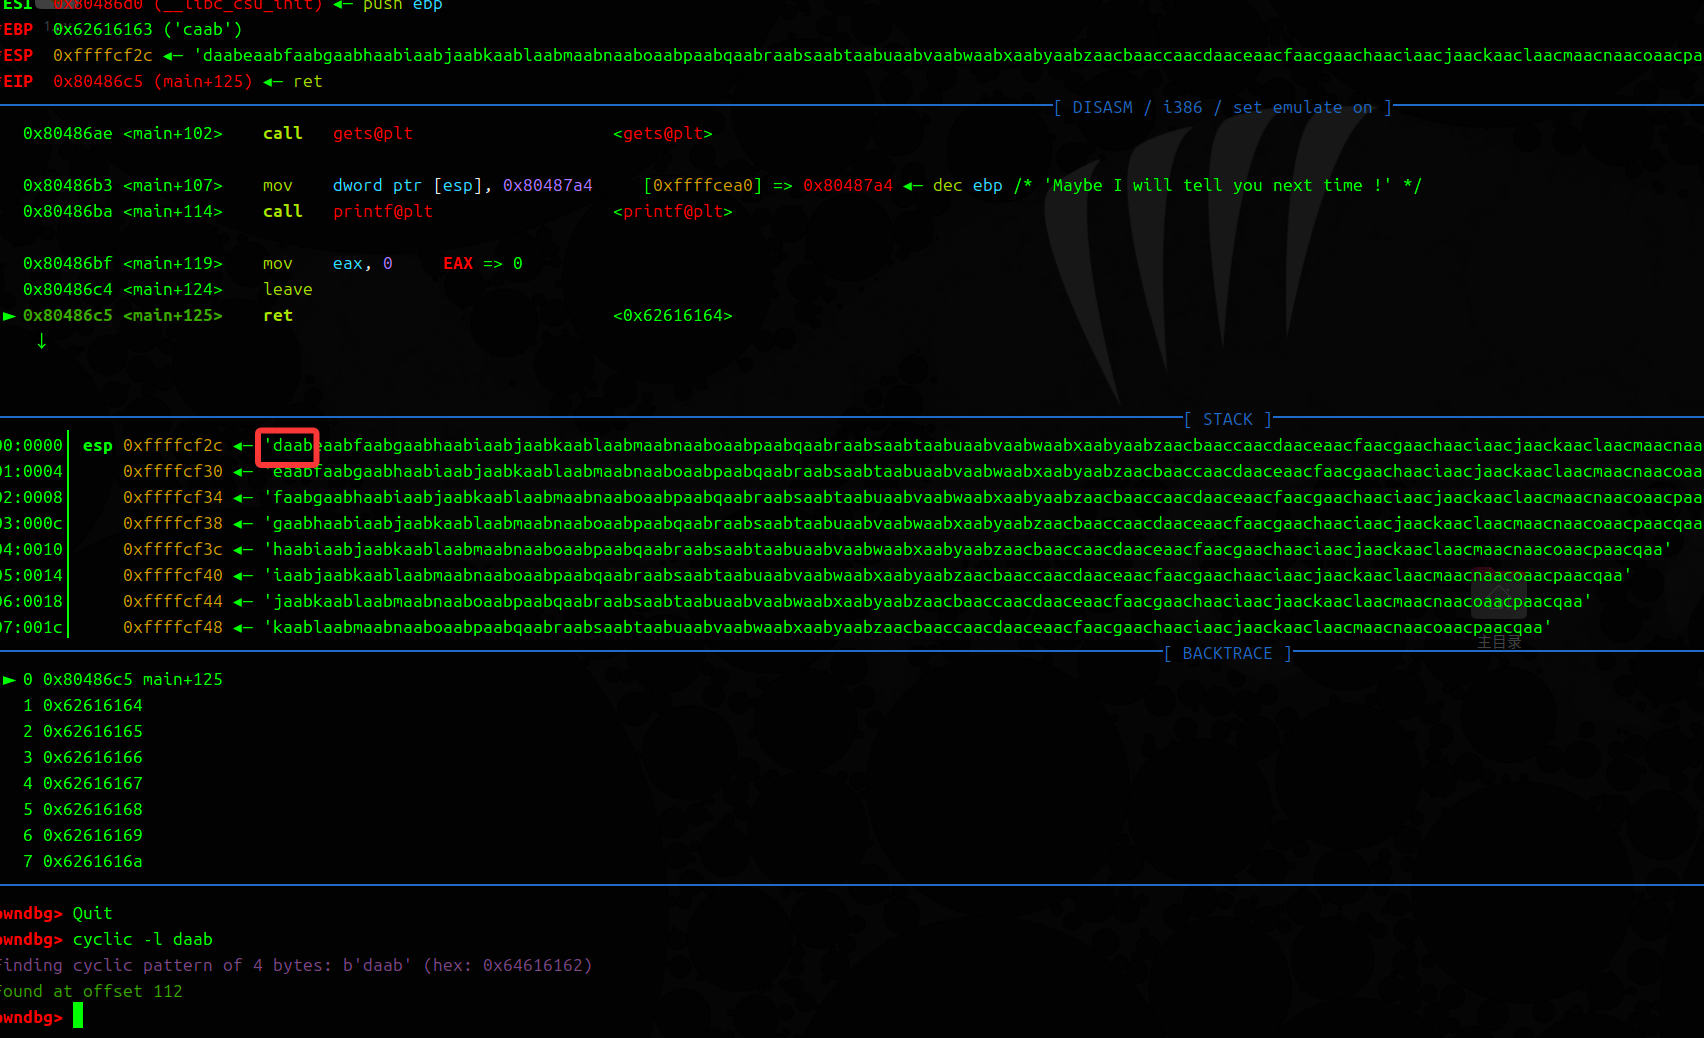 ESI 0x80486d0 (__libc_csu_init) ◂— push ebp
EBP 0x62616163 ('caab')
ESP 0xffffcf2c ◂— 'daabeaabfaabgaabhaabiaabjaabkaablaabmaabnaaboaabpaabqaabraabsaabtaabuaabvaabwaabxaabyaabzaacbaaccaacdaaceaacfaacgaachaaciaacjaackaaclaacmaacnaacoaacpa
EIP 0x80486c5 (main+125) ◂— ret
[ DISASM / i386 / set emulate on ]
0x80486ae <main+102> call gets@plt <gets@plt>
0x80486b3 <main+107> mov dword ptr [esp], 0x80487a4 [0xffffcea0] => 0x80487a4 ◂— dec ebp /* 'Maybe I will tell you next time !' */
0x80486ba <main+114> call printf@plt <printf@plt>
0x80486bf <main+119> mov eax, 0 EAX => 0
0x80486c4 <main+124> leave
► 0x80486c5 <main+125> ret <0x62616164>
↓
[ STACK ]
00:0000│ esp 0xffffcf2c ◂— 'daabeaabfaabgaabhaabiaabjaabkaablaabmaabnaaboaabpaabqaabraabsaabtaabuaabvaabwaabxaabyaabzaacbaaccaacdaaceaacfaacgaachaaciaacjaackaaclaacmaacnaa
01:0004│ 0xffffcf30 ◂— 'eaabfaabgaabhaabiaabjaabkaablaabmaabnaaboaabpaabqaabraabsaabtaabuaabvaabwaabxaabyaabzaacbaaccaacdaaceaacfaacgaachaaciaacjaackaaclaacmaacnaacoaa
02:0008│ 0xffffcf34 ◂— 'faabgaabhaabiaabjaabkaablaabmaabnaaboaabpaabqaabraabsaabtaabuaabvaabwaabxaabyaabzaacbaaccaacdaaceaacfaacgaachaaciaacjaackaaclaacmaacnaacoaacpaa
03:000c│ 0xffffcf38 ◂— 'gaabhaabiaabjaabkaablaabmaabnaaboaabpaabqaabraabsaabtaabuaabvaabwaabxaabyaabzaacbaaccaacdaaceaacfaacgaachaaciaacjaackaaclaacmaacnaacoaacpaacqaa
04:0010│ 0xffffcf3c ◂— 'haabiaabjaabkaablaabmaabnaaboaabpaabqaabraabsaabtaabuaabvaabwaabxaabyaabzaacbaaccaacdaaceaacfaacgaachaaciaacjaackaaclaacmaacnaacoaacpaacqaa'
05:0014│ 0xffffcf40 ◂— 'iaabjaabkaablaabmaabnaaboaabpaabqaabraabsaabtaabuaabvaabwaabxaabyaabzaacbaaccaacdaaceaacfaacgaachaaciaacjaackaaclaacmaacnaacoaacpaacqaa'
06:0018│ 0xffffcf44 ◂— 'jaabkaablaabmaabnaaboaabpaabqaabraabsaabtaabuaabvaabwaabxaabyaabzaacbaaccaacdaaceaacfaacgaachaaciaacjaackaaclaacmaacnaacoaacpaacqaa'
07:001c│ 0xffffcf48 ◂— 'kaablaabmaabnaaboaabpaabqaabraabsaabtaabuaabvaabwaabxaabyaabzaacbaaccaacdaaceaacfaacgaachaaciaacjaackaaclaacmaacnaacoaacpaacqaa'
主目录
[ BACKTRACE ]
► 0 0x80486c5 main+125
1 0x62616164
2 0x62616165
3 0x62616166
4 0x62616167
5 0x62616168
6 0x62616169
7 0x6261616a
pwndbg> Quit
pwndbg> cyclic -l daab
Finding cyclic pattern of 4 bytes: b'daab' (hex: 0x64616162)
Found at offset 112
pwndbg>